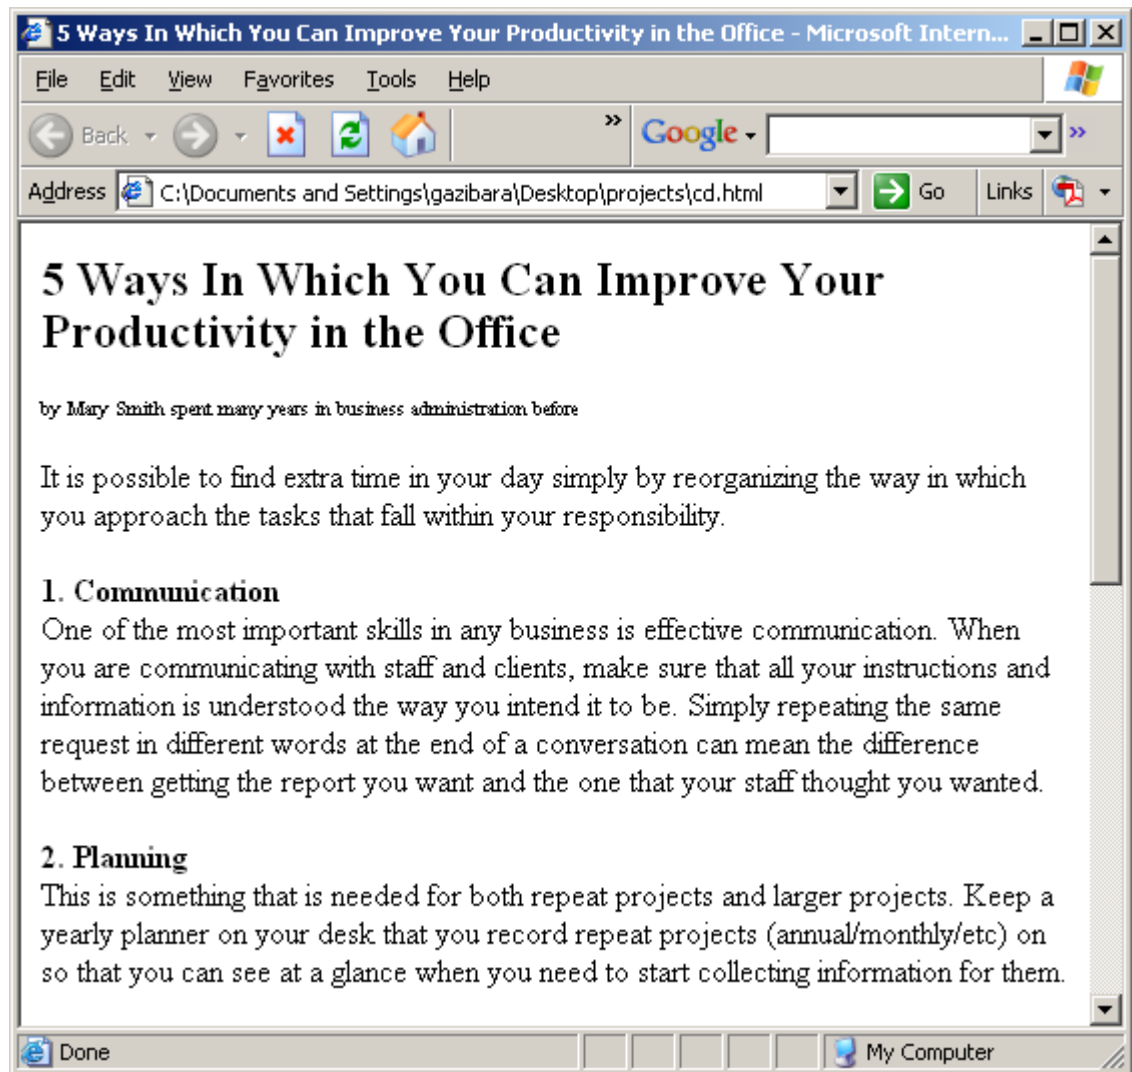 5 Ways In Which You Can Improve Your Productivity in the Office - Microsoft Intern...
File Edit View Favorites Tools Help
Back » Google »
Address C:\Documents and Settings\gazibara\Desktop\projects\cd.html Go Links
5 Ways In Which You Can Improve Your
Productivity in the Office
by Mary Smith spent many years in business administration before
It is possible to find extra time in your day simply by reorganizing the way in which
you approach the tasks that fall within your responsibility.
1. Communication
One of the most important skills in any business is effective communication. When
you are communicating with staff and clients, make sure that all your instructions and
information is understood the way you intend it to be. Simply repeating the same
request in different words at the end of a conversation can mean the difference
between getting the report you want and the one that your staff thought you wanted.
2. Planning
This is something that is needed for both repeat projects and larger projects. Keep a
yearly planner on your desk that you record repeat projects (annual/monthly/etc) on
so that you can see at a glance when you need to start collecting information for them.
Done My Computer